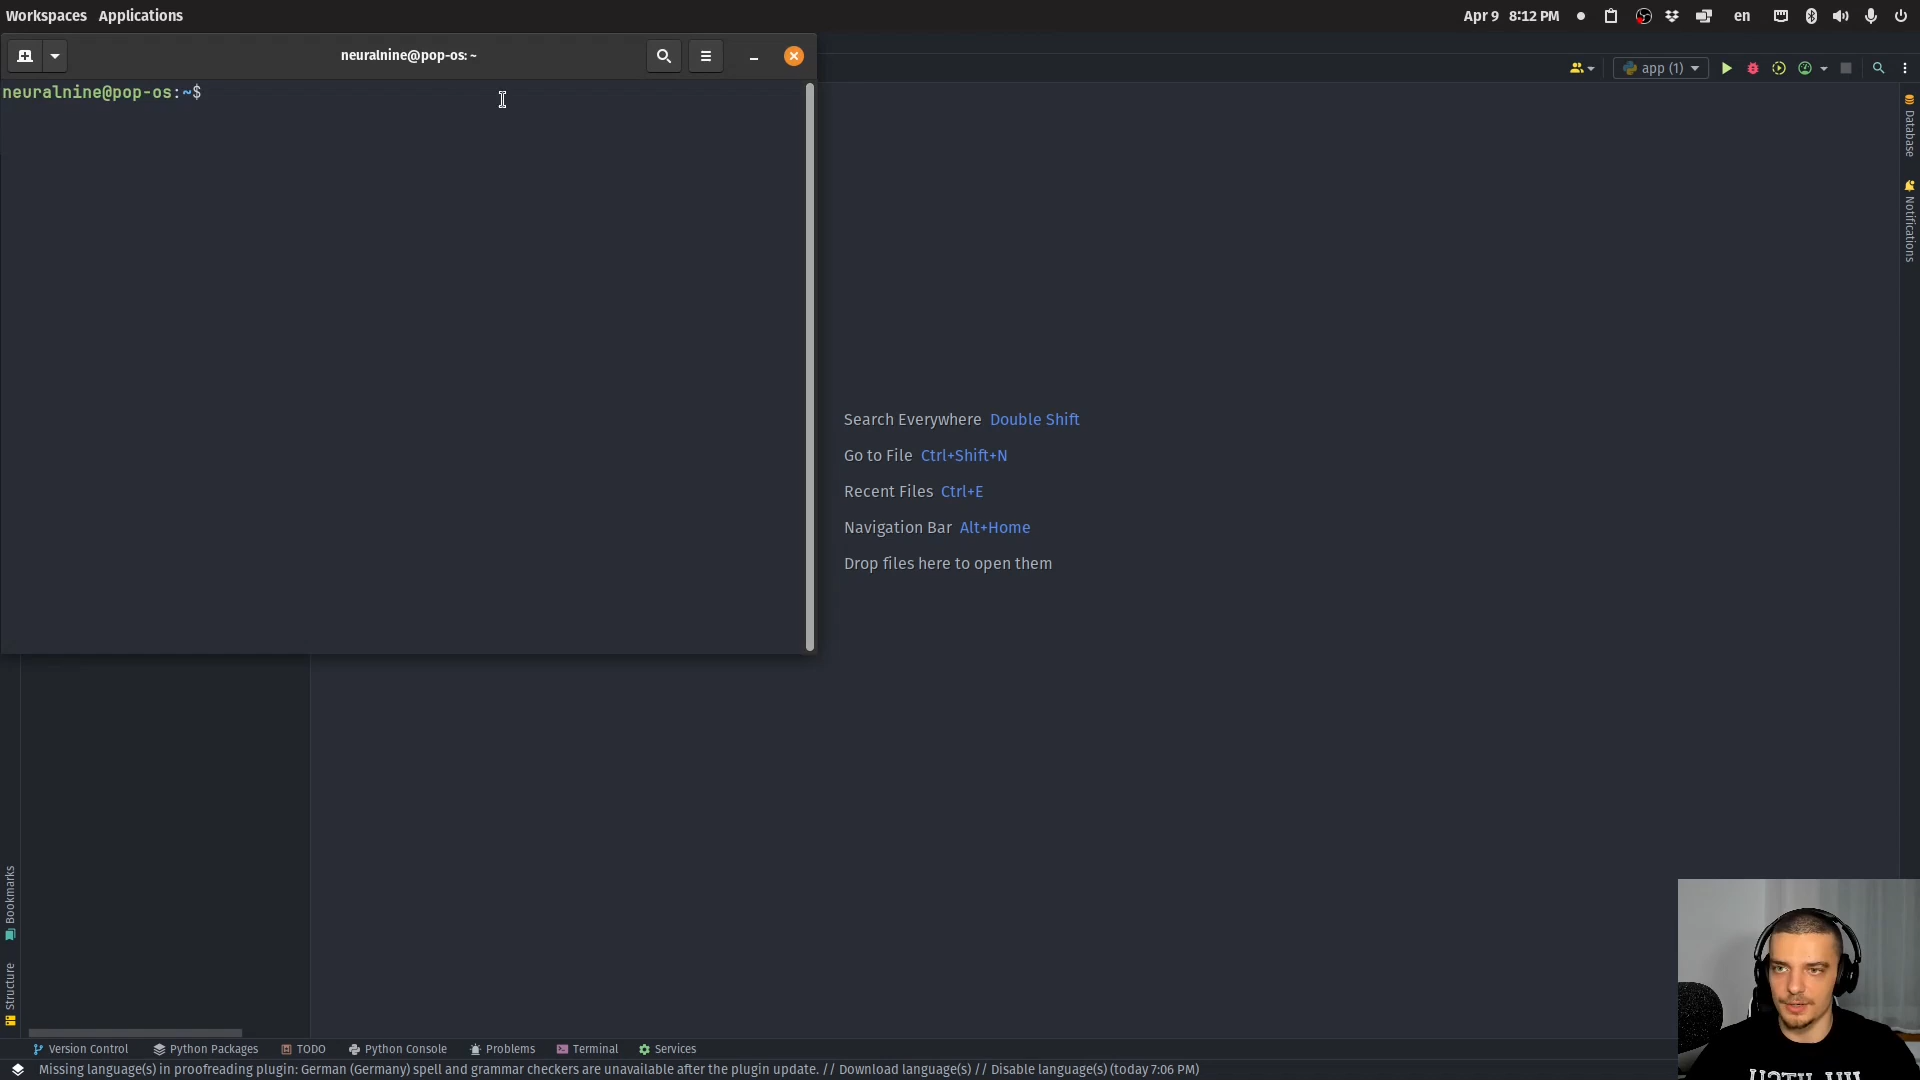 Workspaces Applications
Apr 9 8:12 PM
en
neuralnine@pop-os: ~
app (1)
neuralnine@pop-os:~$
Database
Notifications
Search Everywhere Double Shift
Go to File Ctrl+Shift+N
Recent Files Ctrl+E
Navigation Bar Alt+Home
Drop files here to open them
Bookmarks
Structure
Version Control Python Packages TODO Python Console Problems Terminal Services
Missing language(s) in proofreading plugin: German (Germany) spell and grammar checkers are unavailable after the plugin update. // Download language(s) // Disable language(s) (today 7:06 PM)